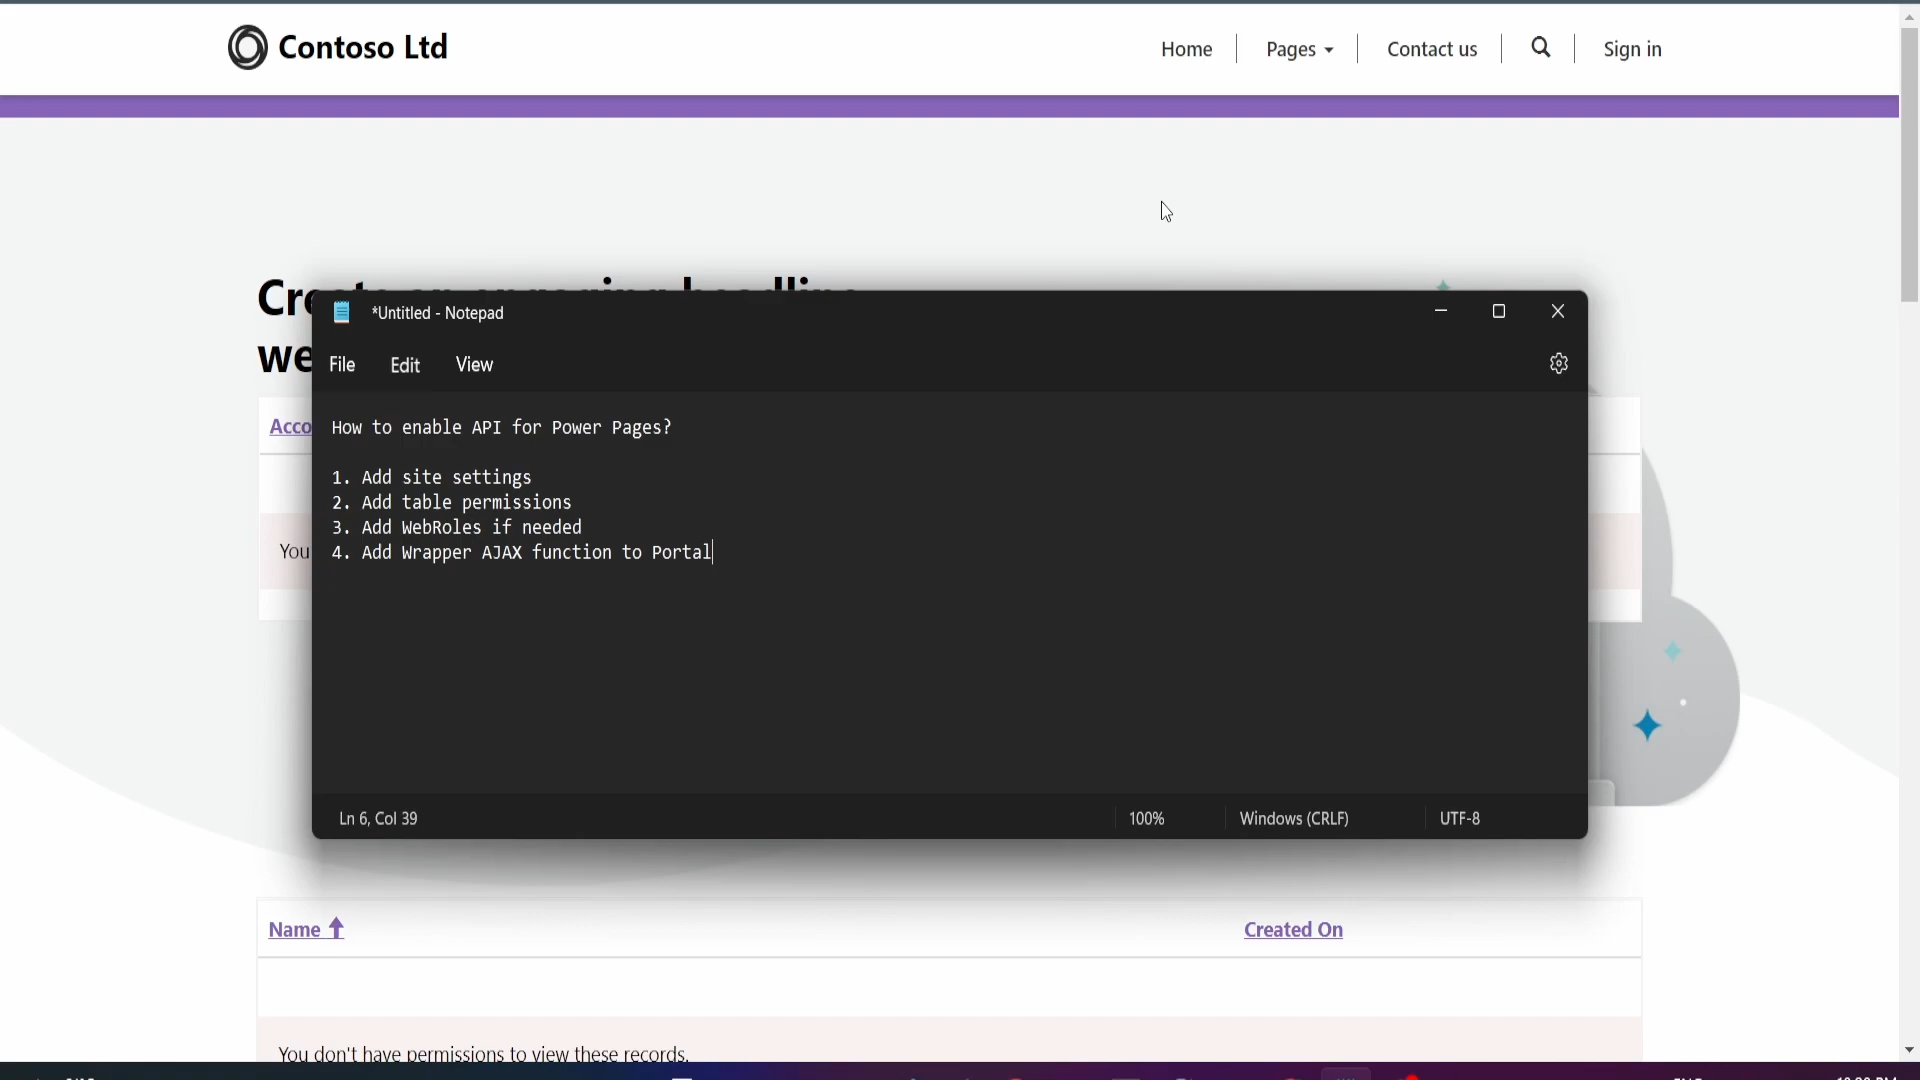 Contoso Ltd
Home
Pages
Contact us
Sign in
*Untitled - Notepad
File
Edit
View
Acco
How to enable API for Power Pages?
1. Add site settings
2. Add table permissions
3. Add WebRoles if needed
You
4. Add Wrapper AJAX function to Portal
Ln 6, Col 39
100%
Windows (CRLF)
UTF-8
Name
Created On
You don't have permissions to view these records.